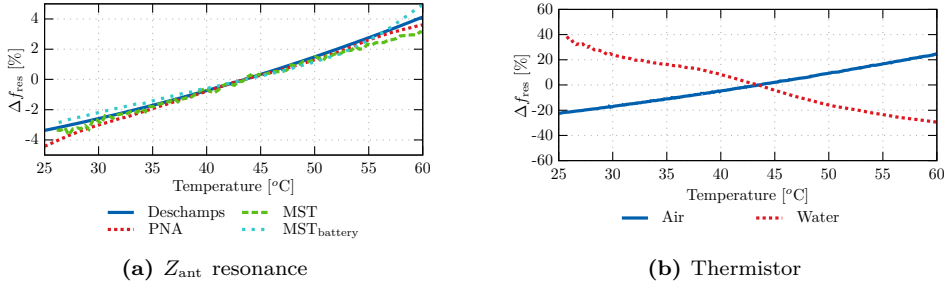 4
2
0
-2
-4
Δf_res [%]
25 30 35 40 45 50 55 60
Temperature [°C]
Deschamps MST
PNA MST_battery
(a) Z_ant resonance
60
40
20
0
-20
-40
-60
Δf_res [%]
25 30 35 40 45 50 55 60
Temperature [°C]
Air Water
(b) Thermistor